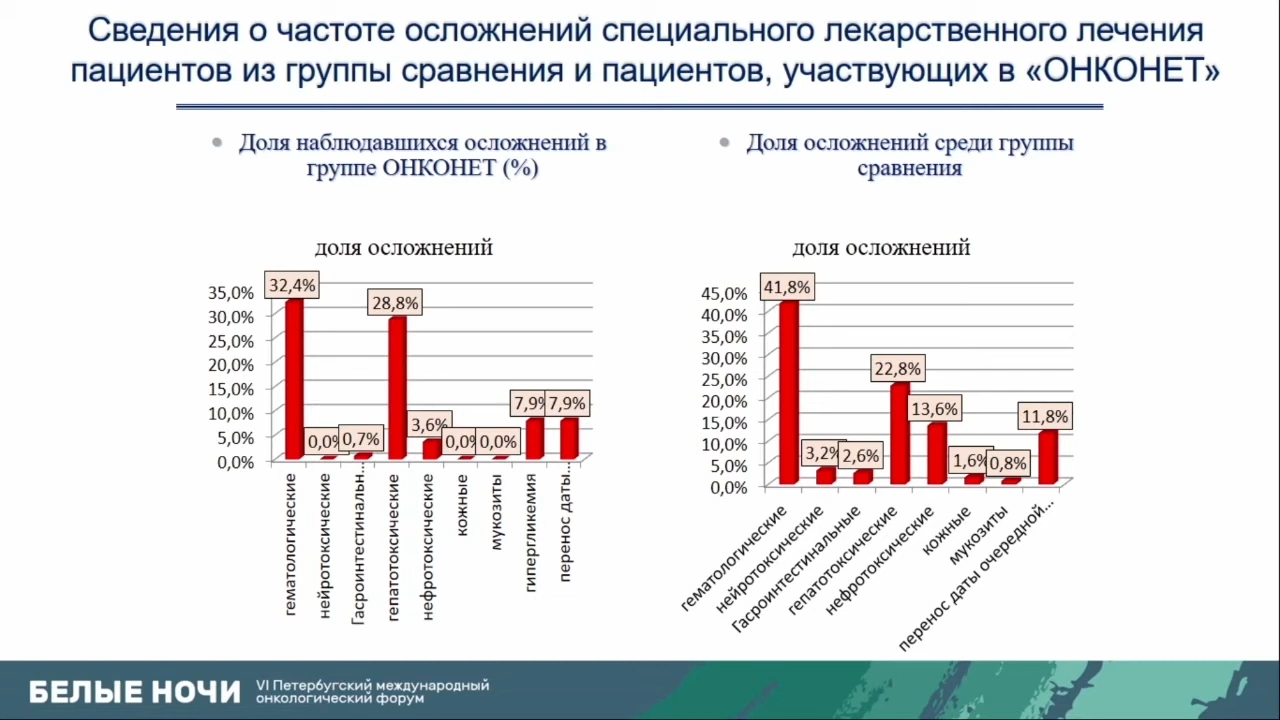 Сведения о частоте осложнений специального лекарственного лечения
пациентов из группы сравнения и пациентов, участвующих в «ОНКОНЕТ»
Доля наблюдавшихся осложнений в
группе ОНКОНЕТ (%)
доля осложнений
35,0%
30,0%
25,0%
20,0%
15,0%
10,0%
5,0%
0,0%
32,4%
0,0%
0,7%
28,8%
3,6%
0,0%
0,0%
7,9%
7,9%
гематологические
нейротоксические
Гасроинтестинальн...
гепатотоксические
нефротоксические
кожные
мукозиты
гипергликемия
перенос даты...
Доля осложнений среди группы
сравнения
доля осложнений
45,0%
40,0%
35,0%
30,0%
25,0%
20,0%
15,0%
10,0%
5,0%
0,0%
41,8%
3,2%
2,6%
22,8%
13,6%
1,6%
0,8%
11,8%
гематологические
нейротоксические
Гасроинтестинальные
гепатотоксические
нефротоксические
кожные
мукозиты
перенос даты очередной...
БЕЛЫЕ НОЧИ
VI Петербугский международный
онкологический форум